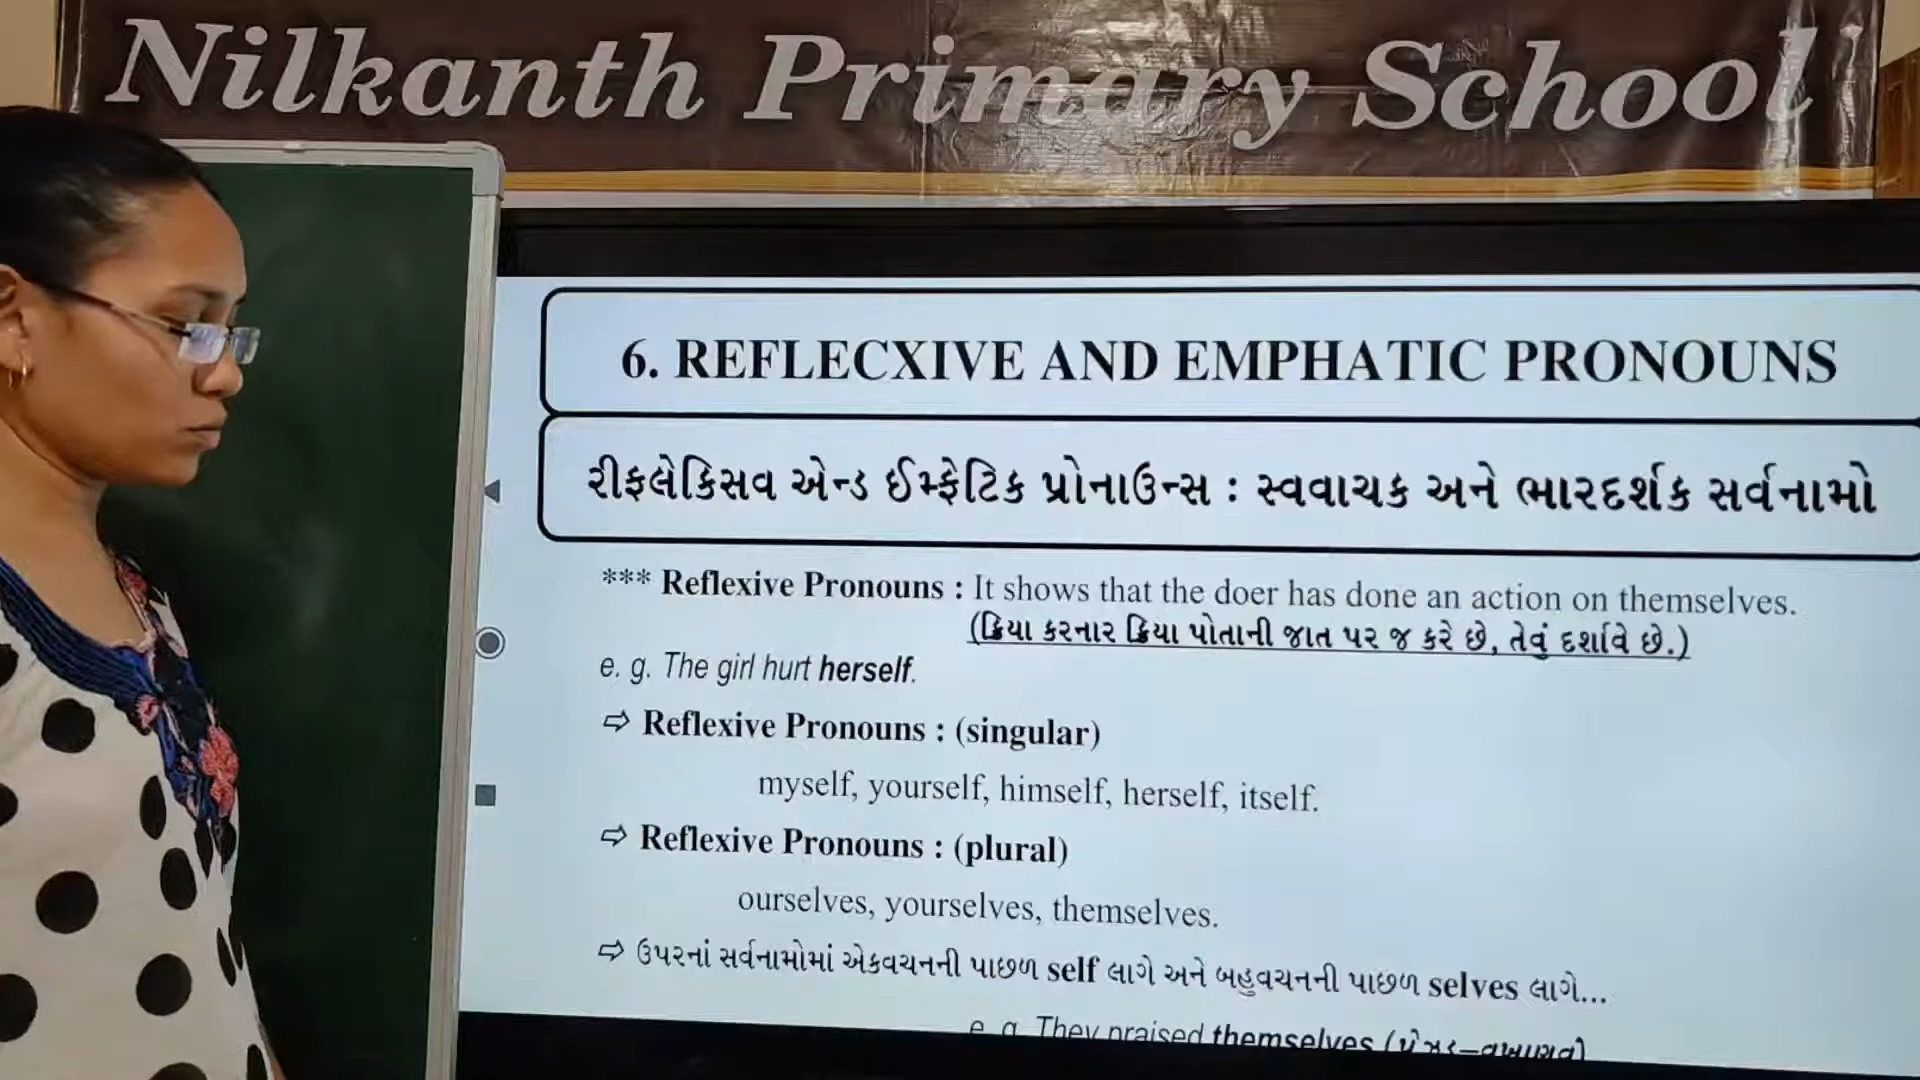 Nilkanth Primary School
6. REFLECXIVE AND EMPHATIC PRONOUNS
રીફલેકિસવ એન્ડ ઈમ્ફેટિક પ્રોનાઉન્સ : સ્વવાચક અને ભારદર્શક સર્વનામો
*** Reflexive Pronouns : It shows that the doer has done an action on themselves.
(ક્રિયા કરનાર ક્રિયા પોતાની જાત પર જ કરે છે, તેવું દર્શાવે છે.)
e. g. The girl hurt herself.
⇨ Reflexive Pronouns : (singular)
myself, yourself, himself, herself, itself.
⇨ Reflexive Pronouns : (plural)
ourselves, yourselves, themselves.
⇨ ઉપરનાં સર્વનામોમાં એકવચનની પાછળ self લાગે અને બહુવચનની પાછળ selves લાગે...
e. g. They praised themselves